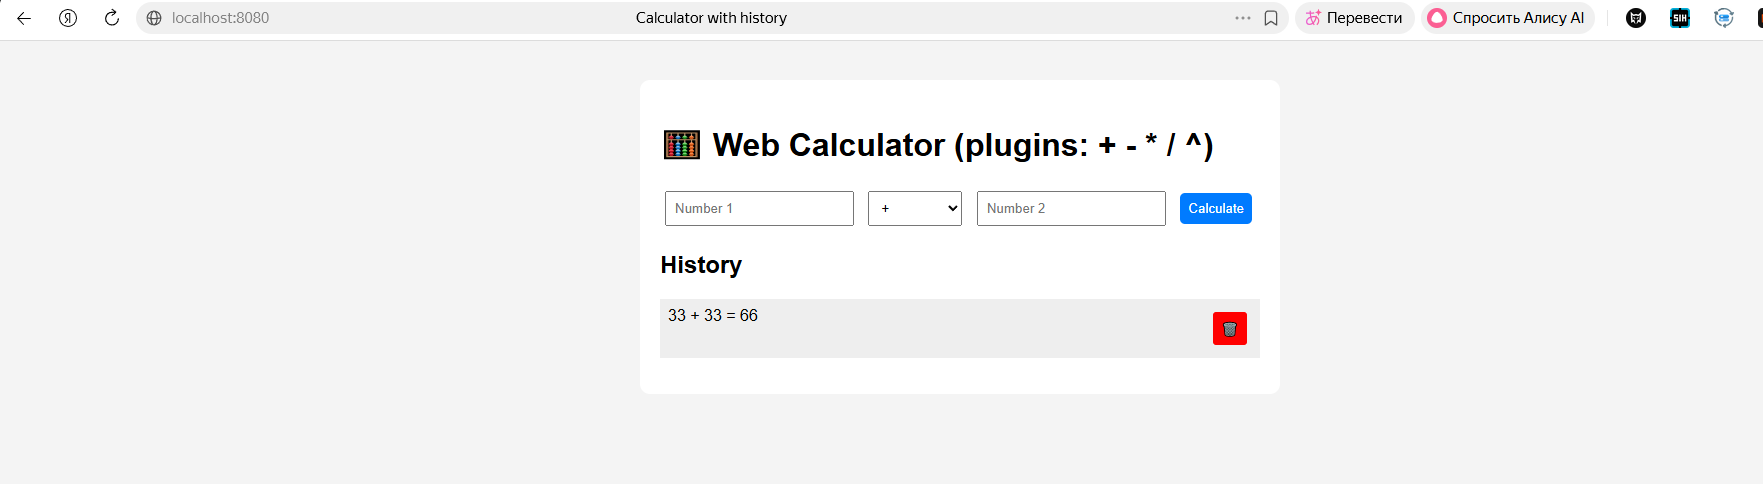 Я localhost:8080 Calculator with history Перевести Спросить Алису AI SIH
Web Calculator (plugins: + - * / ^)
Number 1 + Number 2 Calculate
History
33 + 33 = 66